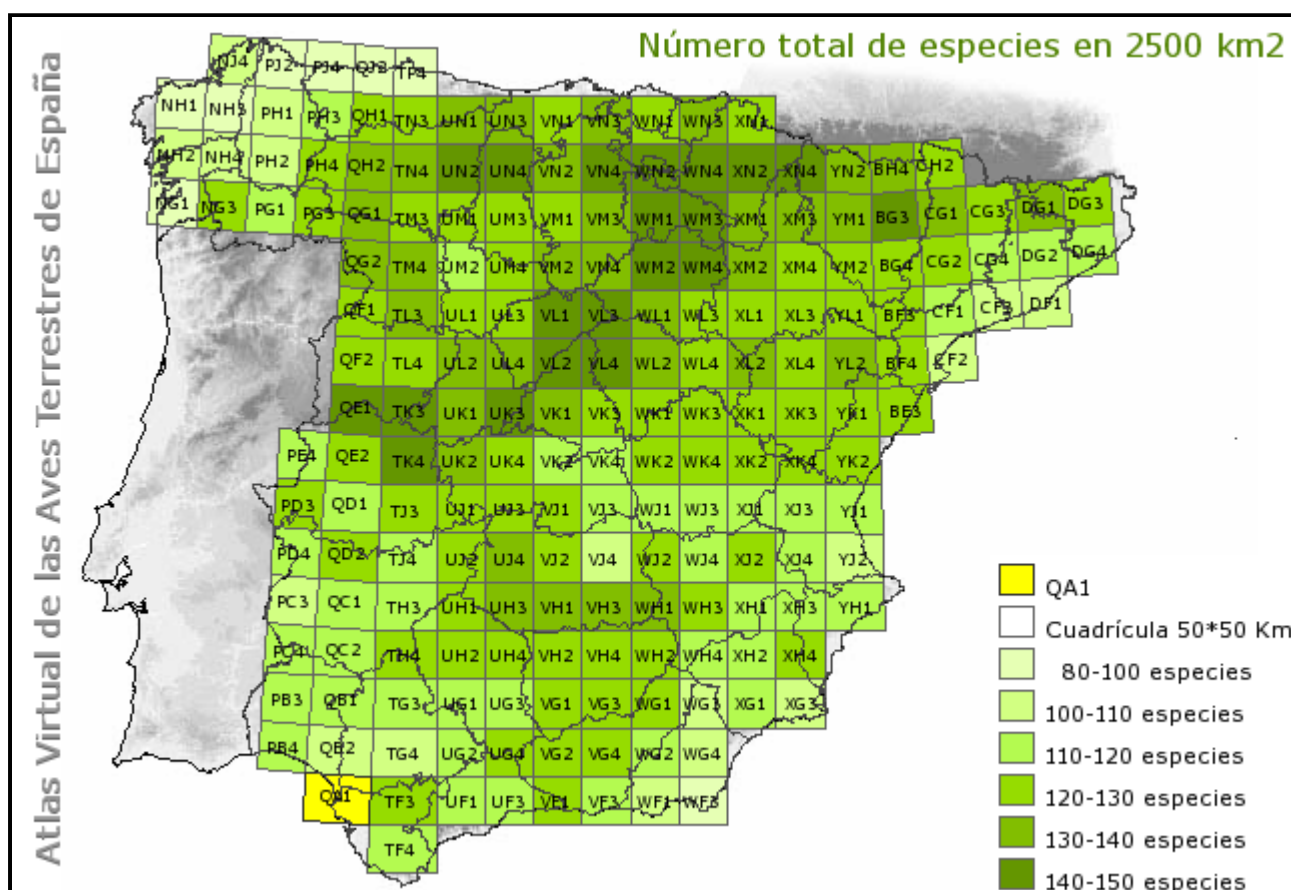 Número total de especies en 2500 km2
Atlas Virtual de las Aves Terrestres de España
NJ4 PJ2 PJ4 QJ2 TP4
NH1 NH3 PH1 PH3 QH1 TN3 UN1 UN3 VN1 VN3 WN1 WN3 XN1
NH2 NH4 PH2 PH4 QH2 TN4 UN2 UN4 VN2 VN4 WN2 WN4 XN2 XN4 YN2 BH4 CH2
NG1 NG3 PG1 PG3 QG1 TM3 UM1 UM3 VM1 VM3 WM1 WM3 XM1 XM3 YM1 BG3 CG1 CG3 DG1 DG3
QG2 TM4 UM2 UM4 VM2 VN4 WM2 WM4 XM2 XM4 YM2 BG4 CG2 CG4 DG2 DG4
QF1 TL3 UL1 UL3 VL1 VL3 WL1 WL3 XL1 XL3 YL1 BF3 CF1 CF3 DF1
QF2 TL4 UL2 UL4 VL2 VL4 WL2 WL4 XL2 XL4 YL2 BF4 CF2
QE1 TK3 UK1 UK3 VK1 VK3 WK1 WK3 XK1 XK3 YK1 BE3
PE4 QE2 TK4 UK2 UK4 VK2 VK4 WK2 WK4 XK2 XK4 YK2
PD3 QD1 TJ3 UJ1 UJ3 VJ1 VJ3 WJ1 WJ3 XJ1 XJ3 YJ1
PD4 QD2 TJ4 UJ2 UJ4 VJ2 VJ4 WJ2 WJ4 XJ2 XJ4 YJ2
PC3 QC1 TH3 UH1 UH3 VH1 VH3 WH1 WH3 XH1 XH3 YH1
PC4 QC2 TH4 UH2 UH4 VH2 VH4 WH2 WH4 XH2 XH4
PB3 QB1 TG3 UG1 UG3 VG1 VG3 WG1 WG3 XG1 XG3
PB4 QB2 TG4 UG2 UG4 VG2 VG4 WG2 WG4
QA1 TF3 UF1 UF3 VF1 VF3 WF1 WF3
TF4
QA1
Cuadrícula 50*50 Km
80-100 especies
100-110 especies
110-120 especies
120-130 especies
130-140 especies
140-150 especies